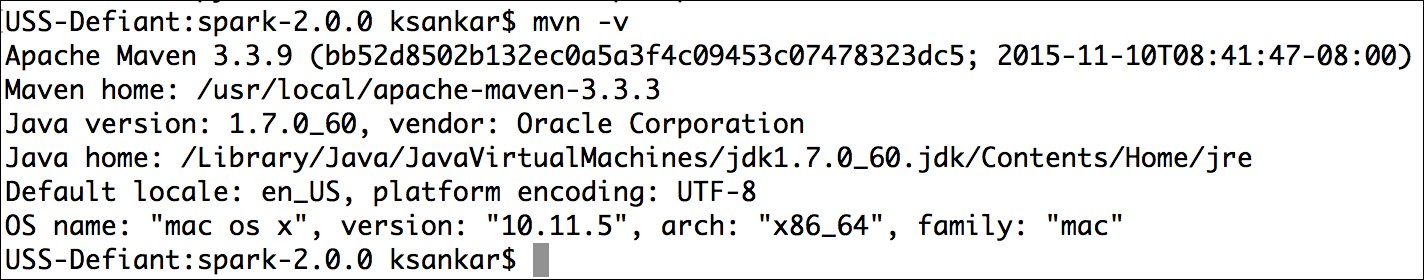 USS-Defiant:spark-2.0.0 ksankar$ mvn -v
Apache Maven 3.3.9 (bb52d8502b132ec0a5a3f4c09453c07478323dc5; 2015-11-10T08:41:47-08:00)
Maven home: /usr/local/apache-maven-3.3.3
Java version: 1.7.0_60, vendor: Oracle Corporation
Java home: /Library/Java/JavaVirtualMachines/jdk1.7.0_60.jdk/Contents/Home/jre
Default locale: en_US, platform encoding: UTF-8
OS name: "mac os x", version: "10.11.5", arch: "x86_64", family: "mac"
USS-Defiant:spark-2.0.0 ksankar$